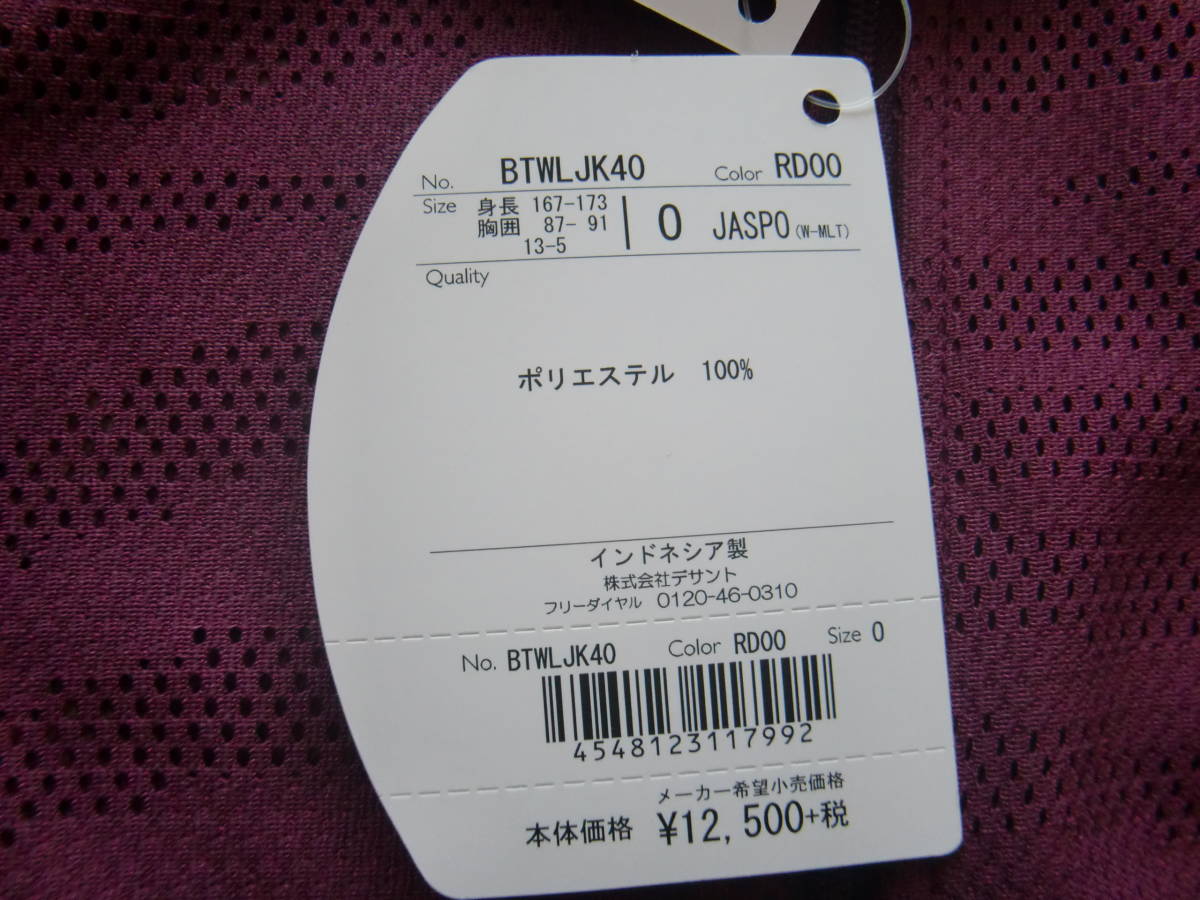 No. BTWLJK40 Color RD00
Size 身長 167-173 0 JASPO (W-MLT)
胸囲 87- 91
13-5
Quality
ポリエステル 100%
インドネシア製
株式会社デサント
フリーダイヤル 0120-46-0310
No. BTWLJK40 Color RD00 Size 0
4548123117992
メーカー希望小売価格
本体価格 ¥12,500+税